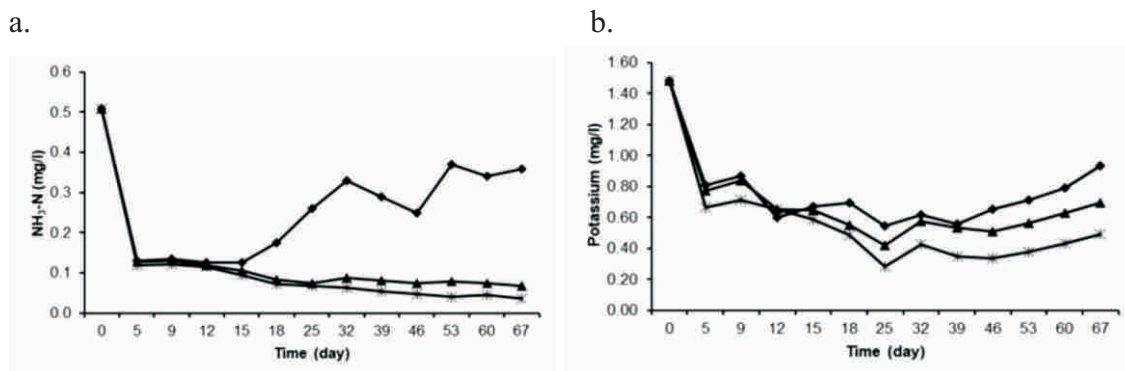 a.
b.
0.6
0.5
0.4
0.3
0.2
0.1
0.0
NH3-N (mg/l)
0 5 9 12 15 18 25 32 39 46 53 60 67
Time (day)
1.60
1.40
1.20
1.00
0.80
0.60
0.40
0.20
0.00
Potassium (mg/l)
0 5 9 12 15 18 25 32 39 46 53 60 67
Time (day)